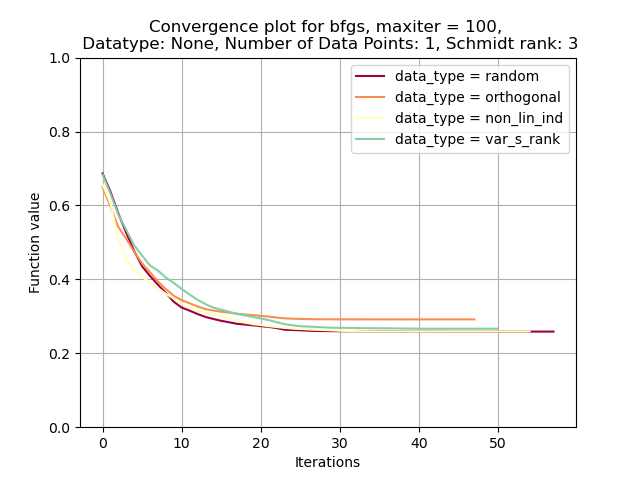 Convergence plot for bfgs, maxiter = 100,
Datatype: None, Number of Data Points: 1, Schmidt rank: 3
1.0
0.8
0.6
0.4
0.2
0.0
Function value
data_type = random
data_type = orthogonal
data_type = non_lin_ind
data_type = var_s_rank
0 10 20 30 40 50
Iterations